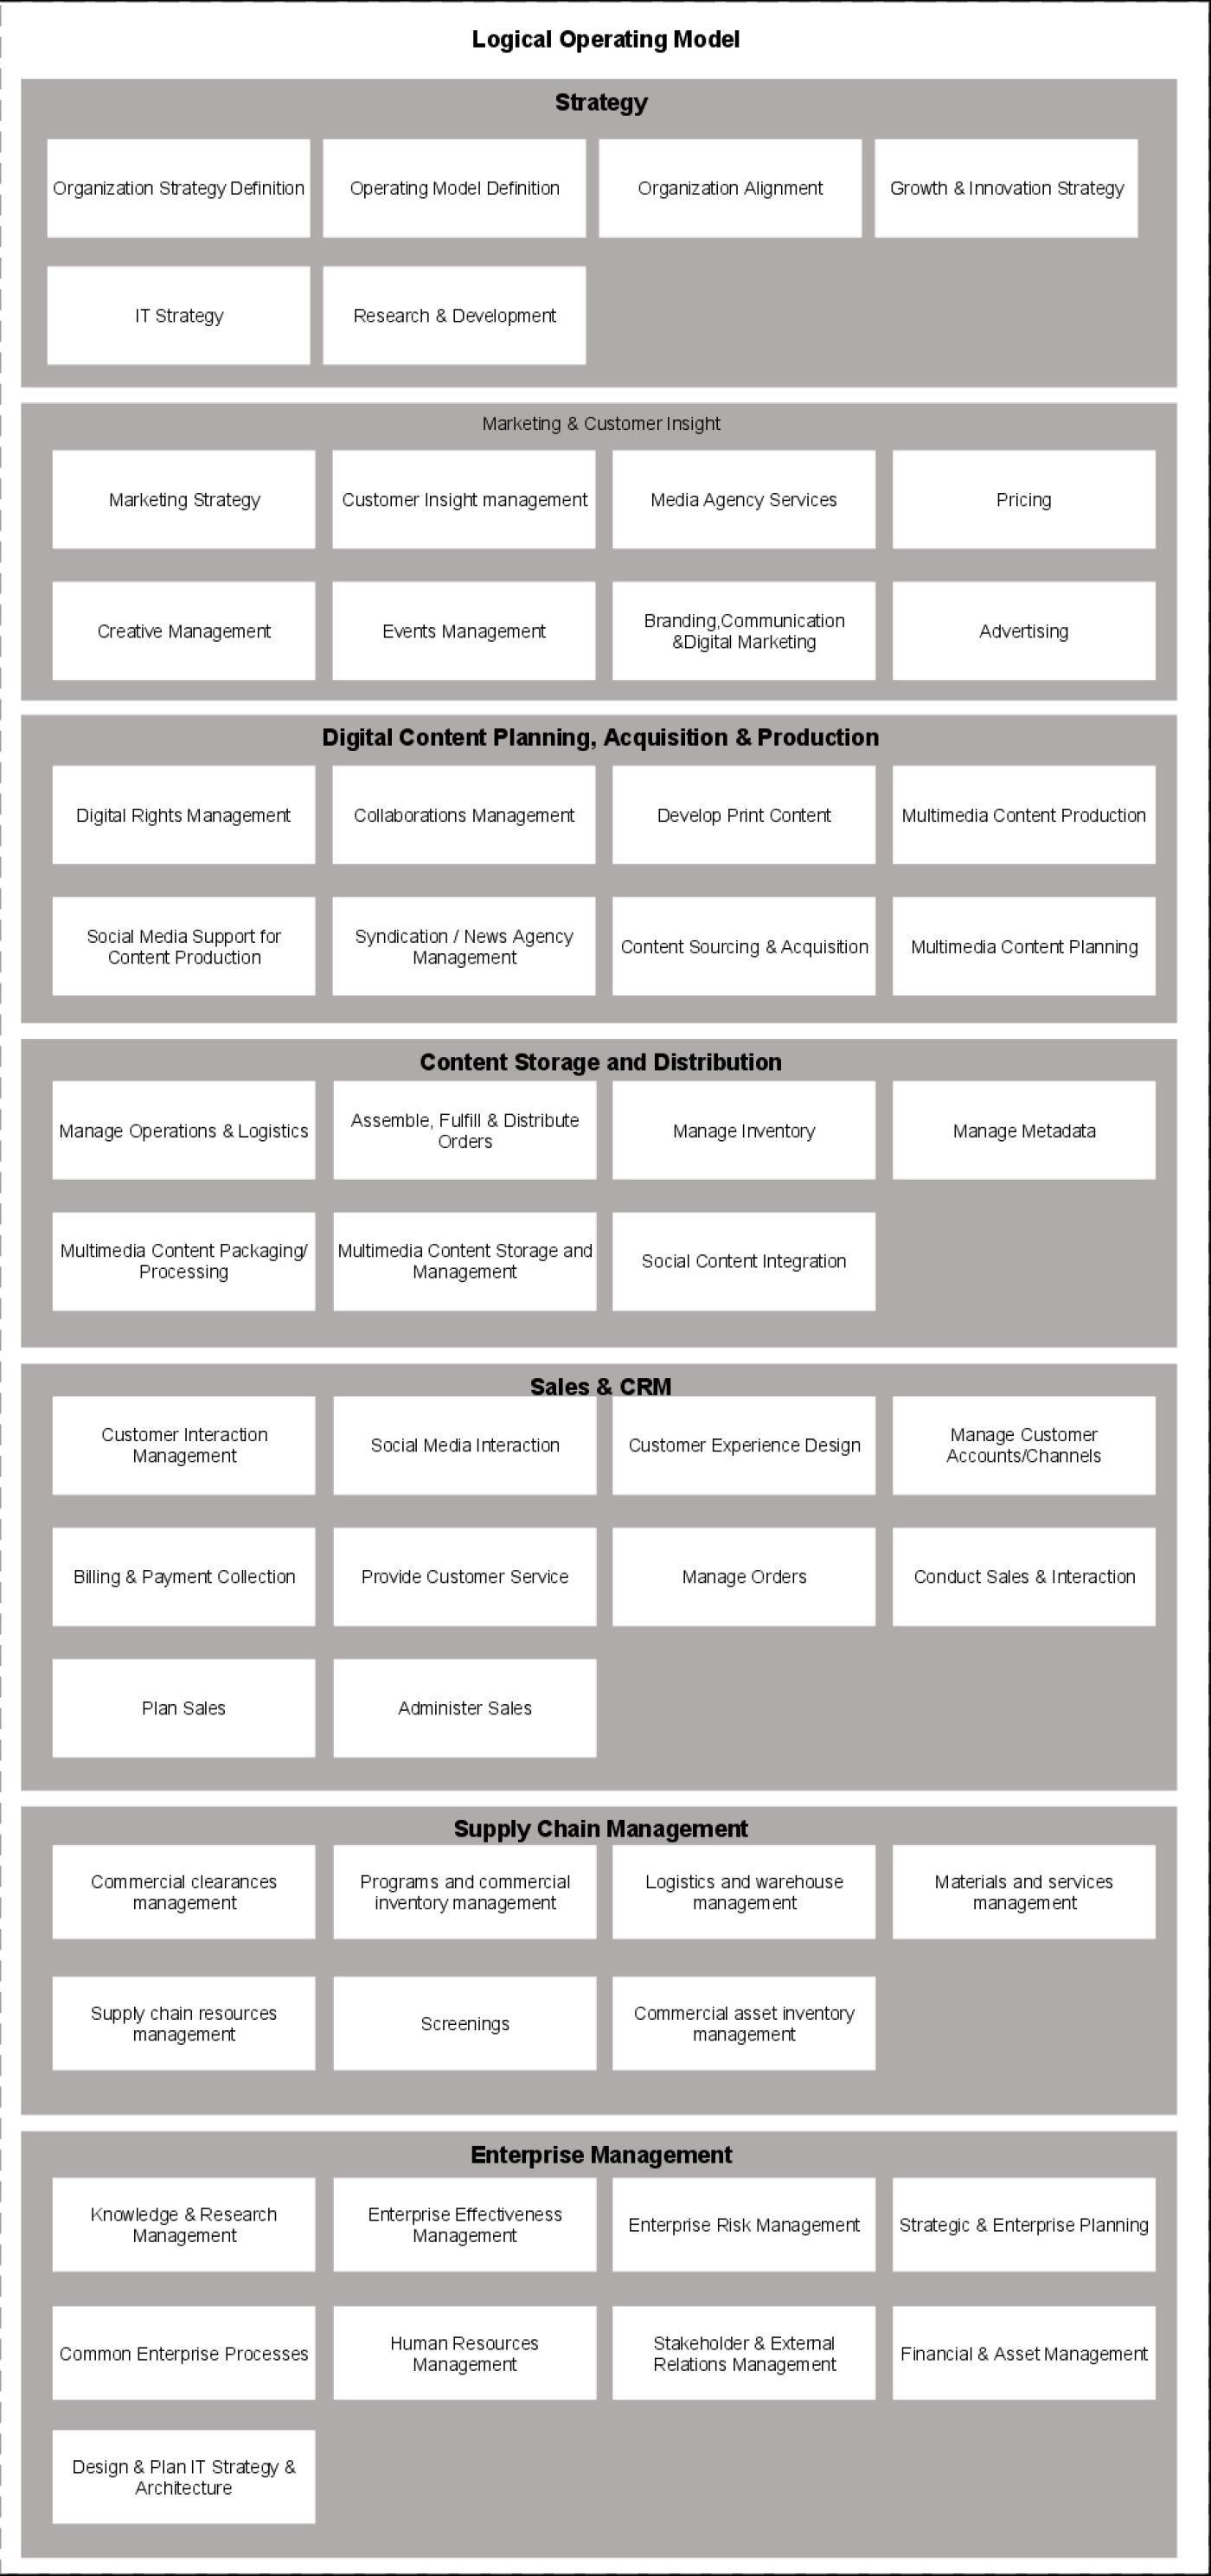 Logical Operating Model
Strategy
Organization Strategy Definition
Operating Model Definition
Organization Alignment
Growth & Innovation Strategy
IT Strategy
Research & Development
Marketing & Customer Insight
Marketing Strategy
Customer Insight management
Media Agency Services
Pricing
Creative Management
Events Management
Branding,Communication
&Digital Marketing
Advertising
Digital Content Planning, Acquisition & Production
Digital Rights Management
Collaborations Management
Develop Print Content
Multimedia Content Production
Social Media Support for
Content Production
Syndication / News Agency
Management
Content Sourcing & Acquisition
Multimedia Content Planning
Content Storage and Distribution
Manage Operations & Logistics
Assemble, Fulfill & Distribute
Orders
Manage Inventory
Manage Metadata
Multimedia Content Packaging/
Processing
Multimedia Content Storage and
Management
Social Content Integration
Sales & CRM
Customer Interaction
Management
Social Media Interaction
Customer Experience Design
Manage Customer
Accounts/Channels
Billing & Payment Collection
Provide Customer Service
Manage Orders
Conduct Sales & Interaction
Plan Sales
Administer Sales
Supply Chain Management
Commercial clearances
management
Programs and commercial
inventory management
Logistics and warehouse
management
Materials and services
management
Supply chain resources
management
Screenings
Commercial asset inventory
management
Enterprise Management
Knowledge & Research
Management
Enterprise Effectiveness
Management
Enterprise Risk Management
Strategic & Enterprise Planning
Common Enterprise Processes
Human Resources
Management
Stakeholder & External
Relations Management
Financial & Asset Management
Design & Plan IT Strategy &
Architecture